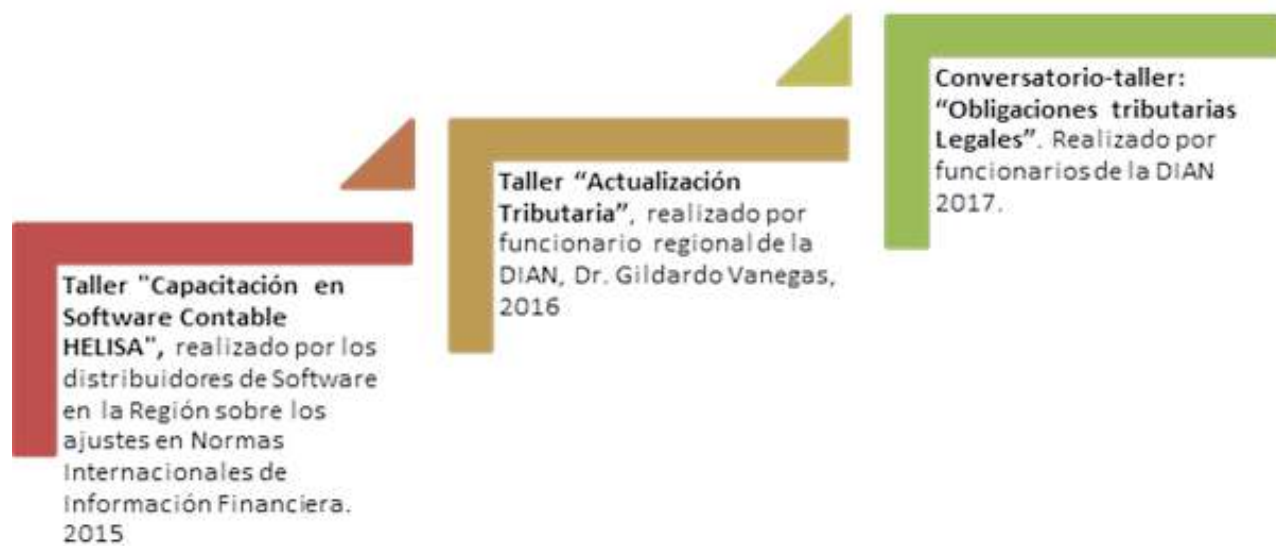 Taller "Capacitación en
Software Contable
HELISA", realizado por los
distribuidores de Software
en la Región sobre los
ajustes en Normas
Internacionales de
Información Financiera.
2015
Taller “Actualización
Tributaria”, realizado por
funcionario regional de la
DIAN, Dr. Gildardo Vanegas,
2016
Conversatorio-taller:
“Obligaciones tributarias
Legales”. Realizado por
funcionarios de la DIAN
2017.